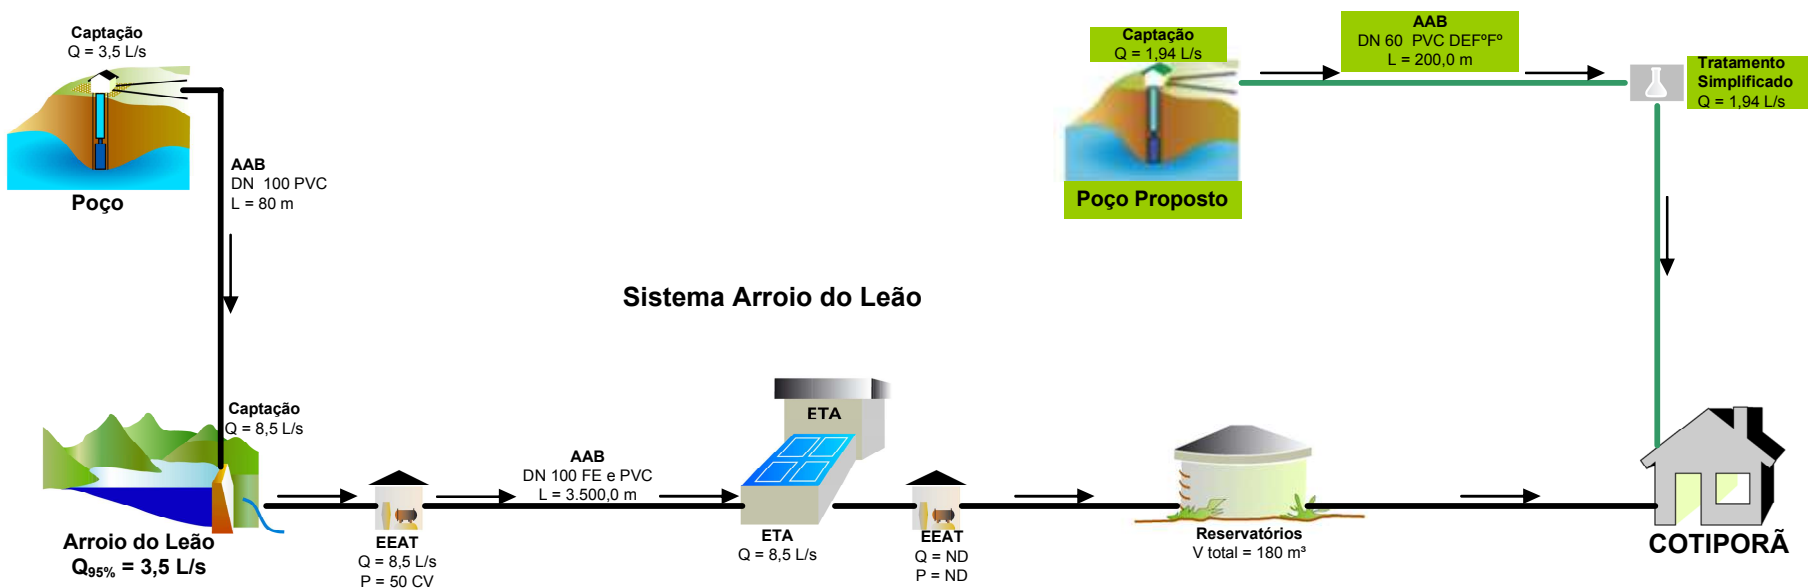 Captação
Q = 3,5 L/s
Poço
AAB
DN 100 PVC
L = 80 m
Captação
Q = 1,94 L/s
Poço Proposto
AAB
DN 60 PVC DEFºFº
L = 200,0 m
Tratamento
Simplificado
Q = 1,94 L/s
Sistema Arroio do Leão
Captação
Q = 8,5 L/s
Arroio do Leão
Q95% = 3,5 L/s
EEAT
Q = 8,5 L/s
P = 50 CV
AAB
DN 100 FE e PVC
L = 3.500,0 m
ETA
ETA
Q = 8,5 L/s
EEAT
Q = ND
P = ND
Reservatórios
V total = 180 m³
COTIPORÃ